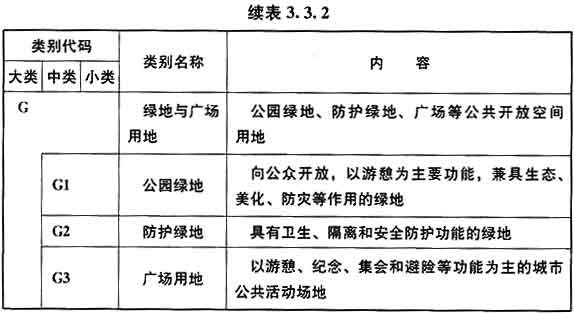 续表3.3.2
类别代码
大类 中类 小类
类别名称
内 容
G
绿地与广场
用地
公园绿地、防护绿地、广场等公共开放空间
用地
G1
公园绿地
向公众开放，以游憩为主要功能，兼具生态、
美化、防灾等作用的绿地
G2
防护绿地
具有卫生、隔离和安全防护功能的绿地
G3
广场用地
以游憩、纪念、集会和避险等功能为主的城市
公共活动场地